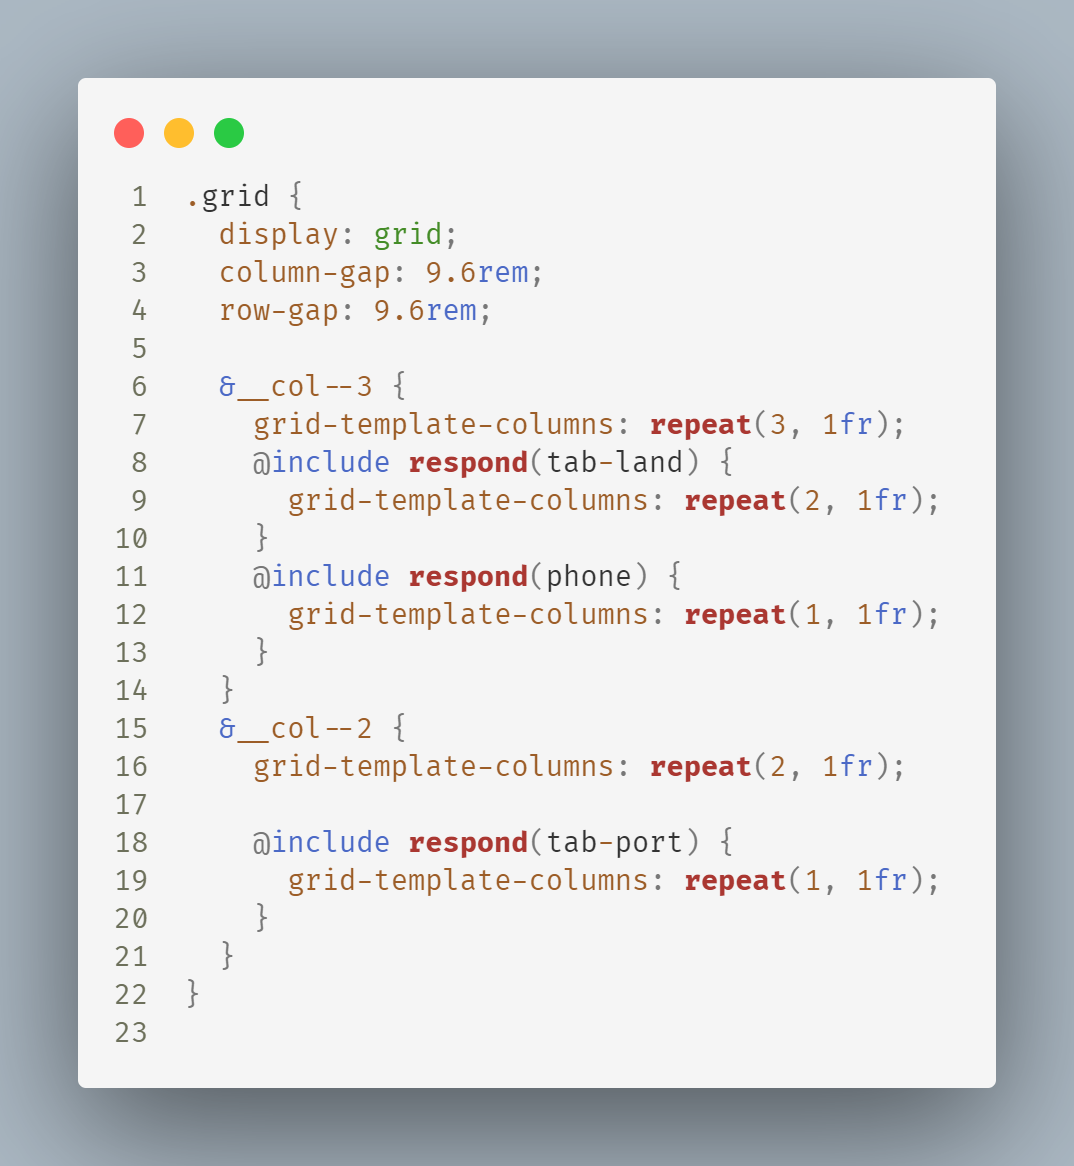 1 .grid {
2   display: grid;
3   column-gap: 9.6rem;
4   row-gap: 9.6rem;
5
6   &__col--3 {
7     grid-template-columns: repeat(3, 1fr);
8     @include respond(tab-land) {
9       grid-template-columns: repeat(2, 1fr);
10     }
11     @include respond(phone) {
12       grid-template-columns: repeat(1, 1fr);
13     }
14   }
15   &__col--2 {
16     grid-template-columns: repeat(2, 1fr);
17
18     @include respond(tab-port) {
19       grid-template-columns: repeat(1, 1fr);
20     }
21   }
22 }
23